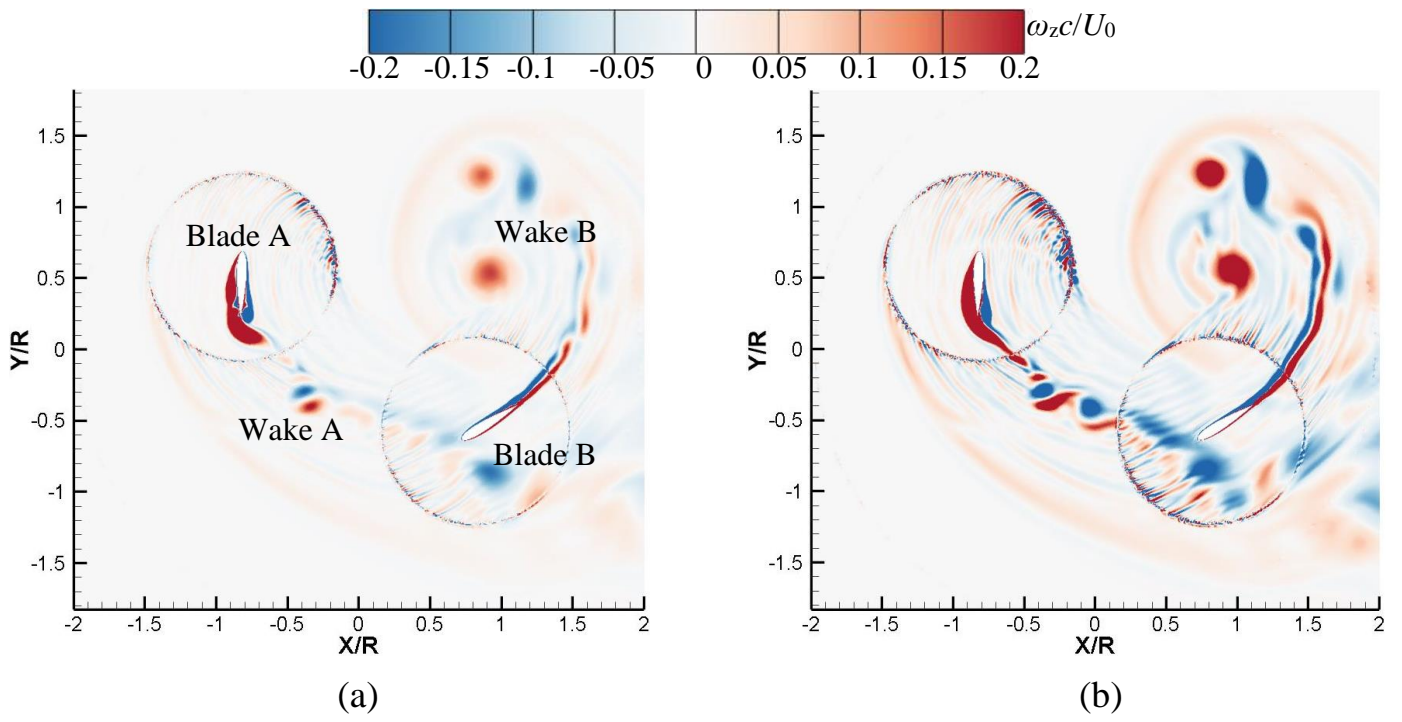 ωzc/U0
-0.2 -0.15 -0.1 -0.05 0 0.05 0.1 0.15 0.2
Y/R
1.5
1
0.5
0
-0.5
-1
-1.5
Blade A
Wake B
Wake A
Blade B
-2 -1.5 -1 -0.5 0 0.5 1 1.5 2
X/R
(a)
Y/R
1.5
1
0.5
0
-0.5
-1
-1.5
-2 -1.5 -1 -0.5 0 0.5 1 1.5 2
X/R
(b)